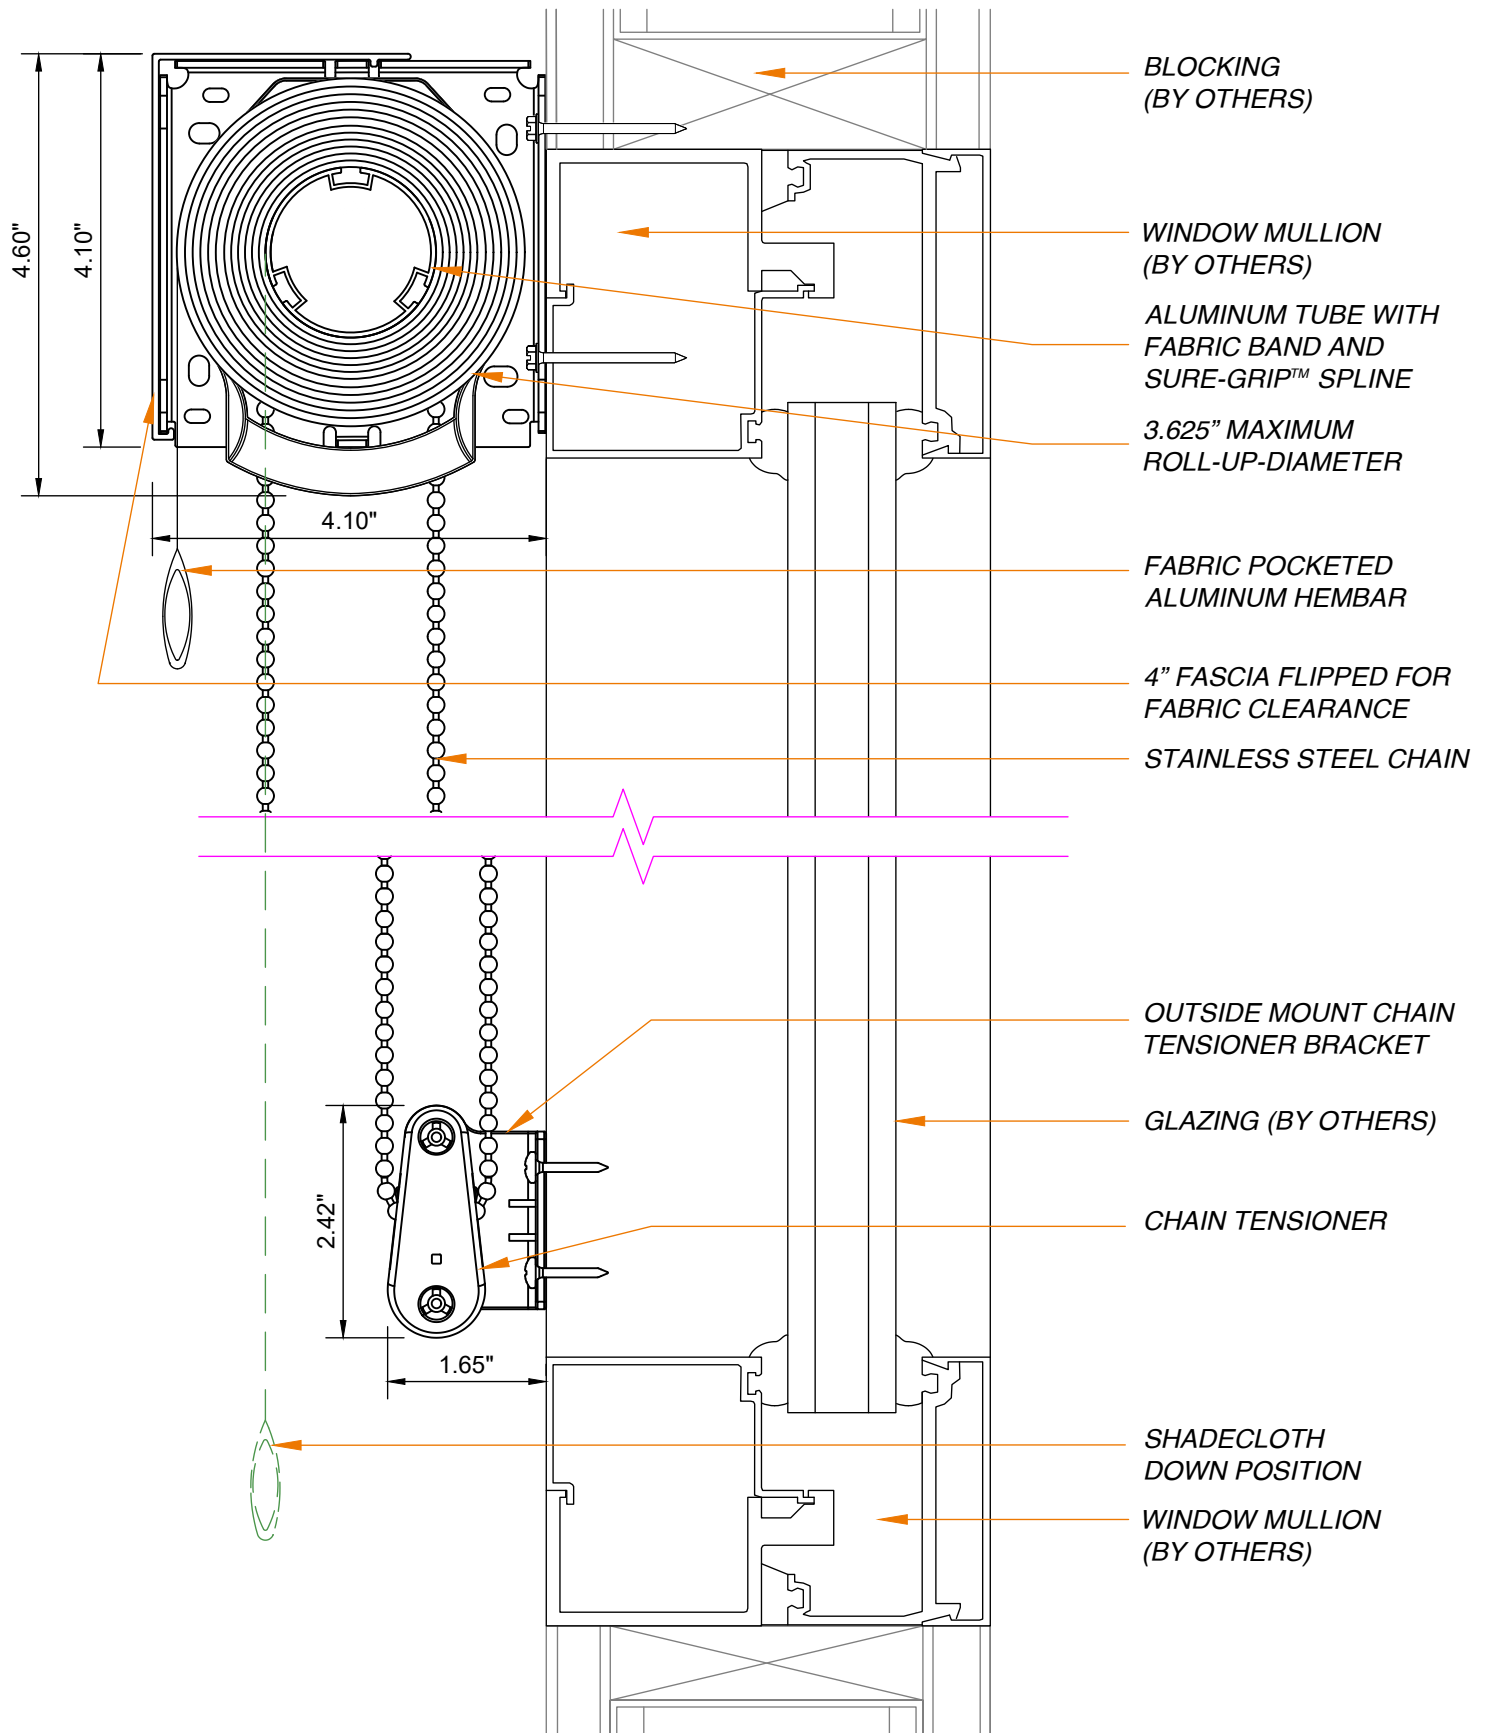 BLOCKING
(BY OTHERS)
4.60"
4.10"
WINDOW MULLION
(BY OTHERS)
ALUMINUM TUBE WITH
FABRIC BAND AND
SURE-GRIP™ SPLINE
3.625” MAXIMUM
ROLL-UP-DIAMETER
4.10"
FABRIC POCKETED
ALUMINUM HEMBAR
4” FASCIA FLIPPED FOR
FABRIC CLEARANCE
STAINLESS STEEL CHAIN
OUTSIDE MOUNT CHAIN
TENSIONER BRACKET
GLAZING (BY OTHERS)
2.42"
CHAIN TENSIONER
1.65"
SHADECLOTH
DOWN POSITION
WINDOW MULLION
(BY OTHERS)